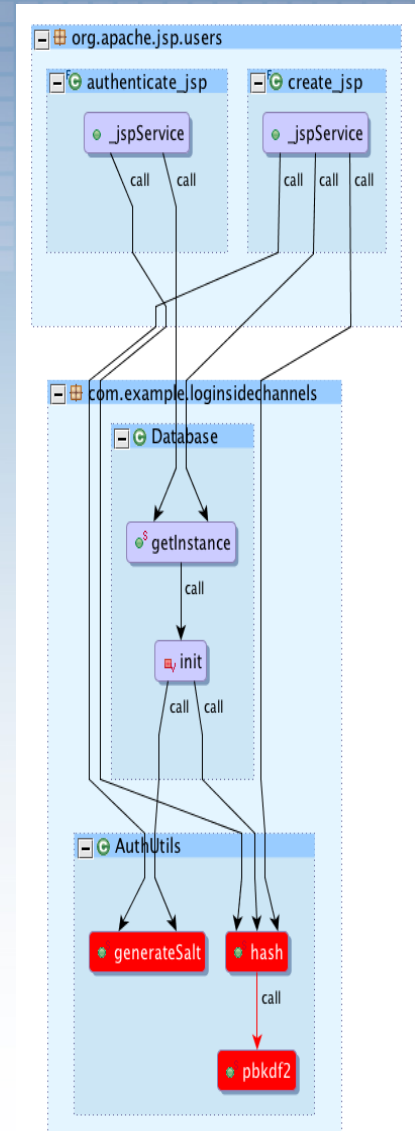 org.apache.jsp.users
authenticate_jsp
create_jsp
_jspService
_jspService
call
call
call
call
call
com.example.loginsidechannels
Database
getInstance
call
init
call
call
AuthUtils
generateSalt
hash
call
pbkdf2